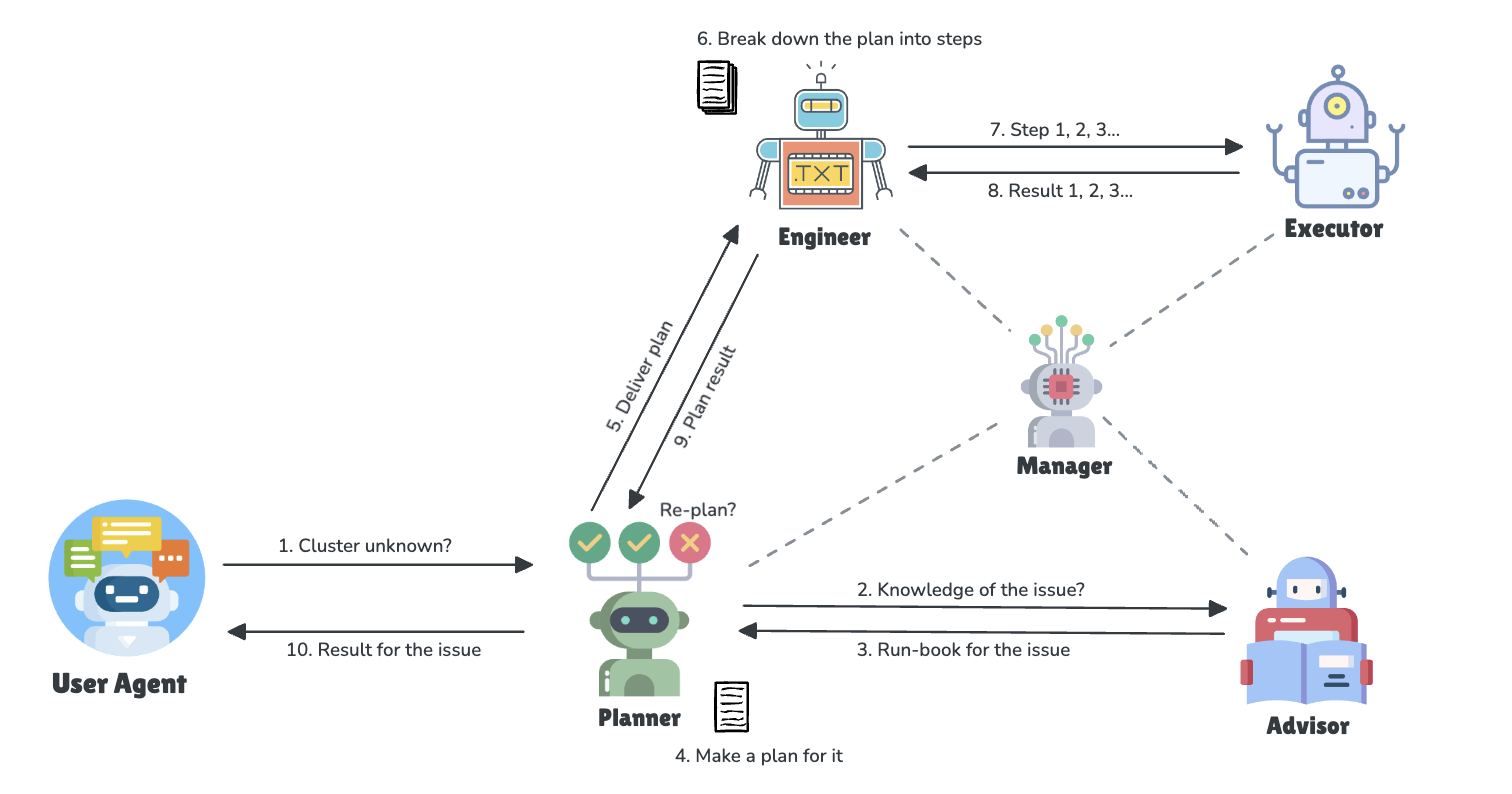 6. Break down the plan into steps
.TXT
Engineer
7. Step 1, 2, 3...
8. Result 1, 2, 3...
Executor
5. Deliver plan
9. Plan result
Manager
Re-plan?
1. Cluster unknown?
10. Result for the issue
User Agent
2. Knowledge of the issue?
3. Run-book for the issue
Planner
4. Make a plan for it
Advisor